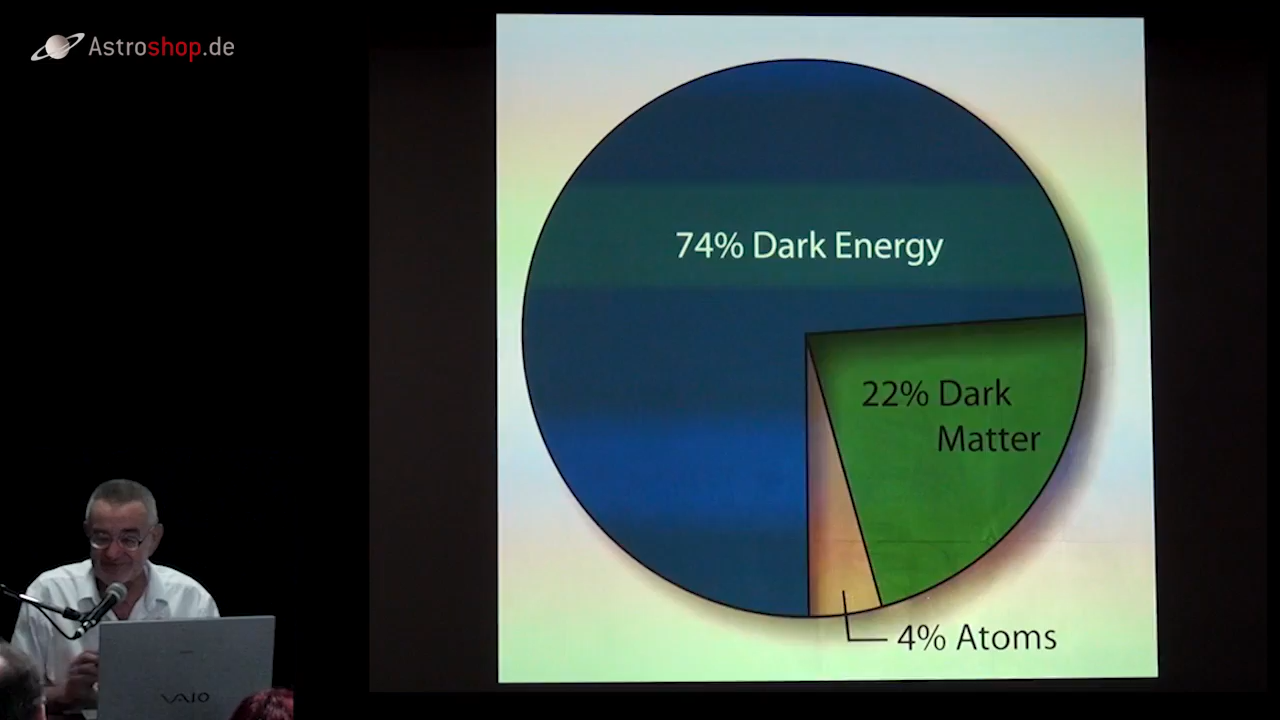 Astroshop.de
74% Dark Energy
22% Dark
Matter
4% Atoms
VAIO